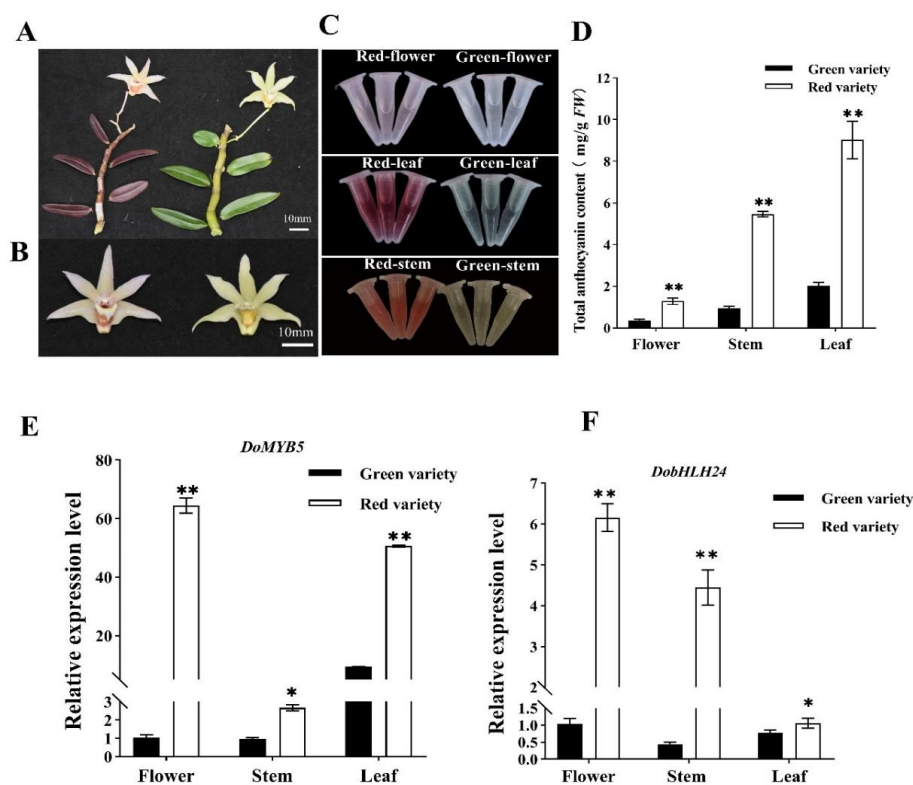 A
10mm
B
10mm
C
Red-flower Green-flower
Red-leaf Green-leaf
Red-stem Green-stem
D
Total anthocyanin content ( mg/g FW)
12
10
8
6
4
2
0
Green variety
Red variety
**
**
**
Flower Stem Leaf
E
DoMYB5
Relative expression level
80
60
40
20
3
2
1
0
Green variety
Red variety
**
*
**
Flower Stem Leaf
F
DobHLH24
Relative expression level
7
6
5
4
3
2
1.5
1.0
0.5
0.0
Green variety
Red variety
**
**
*
Flower Stem Leaf